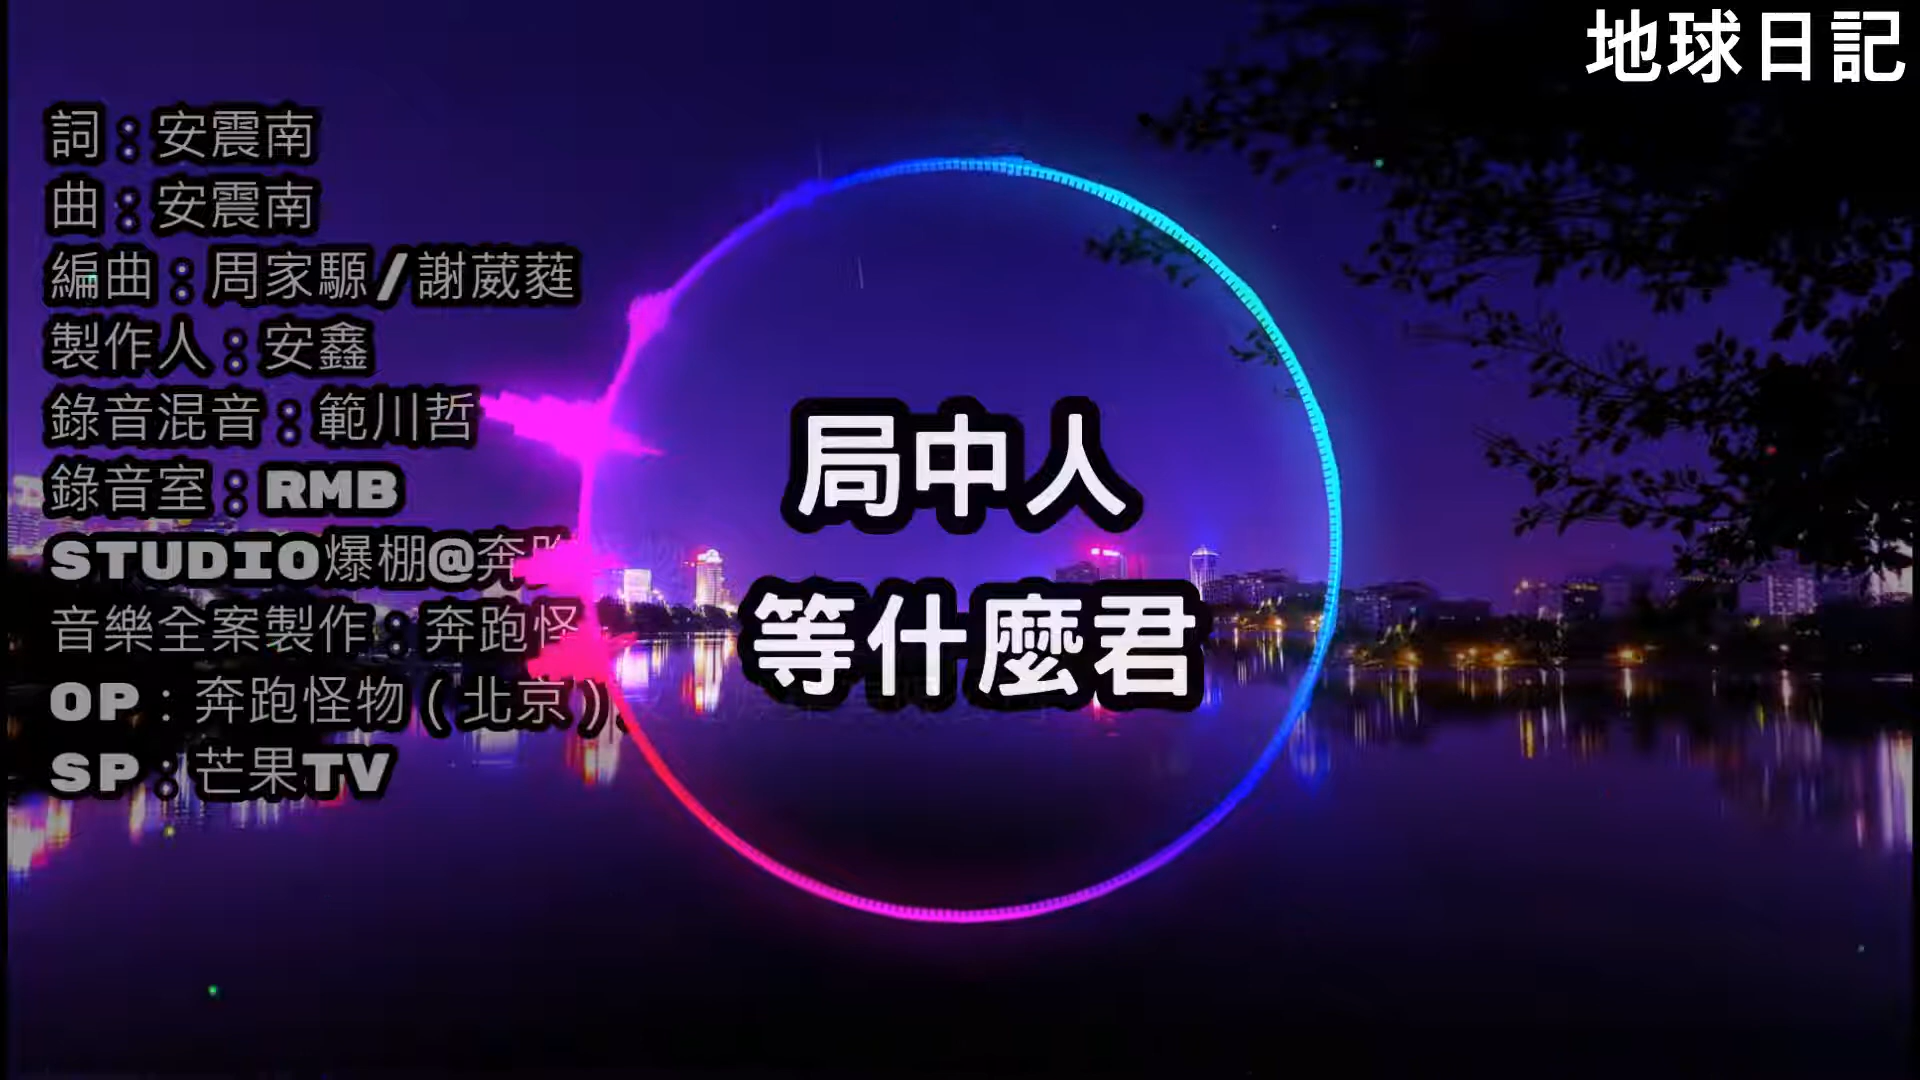 地球日記
詞：安震南
曲：安震南
編曲：周家驃/謝葳蕤
製作人：安鑫
錄音混音：範川哲
錄音室：RMB
STUDIO爆棚@奔跑
音樂全案製作：奔跑怪
OP：奔跑怪物（北京）
SP：芒果TV
局中人
等什麼君